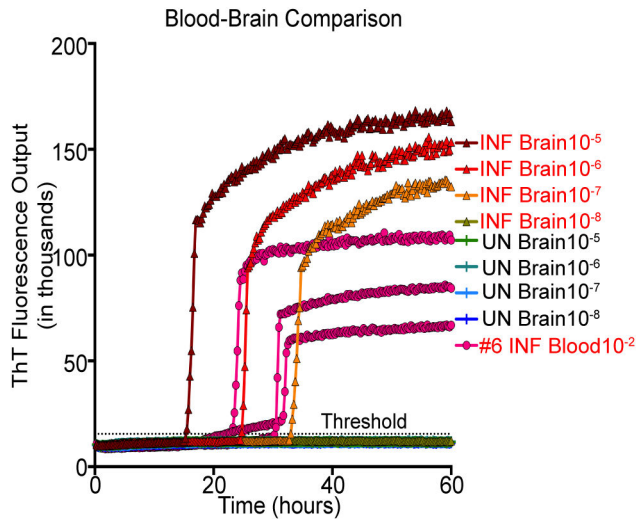 Blood-Brain Comparison
ThT Fluorescence Output
(in thousands)
200
150
100
50
0
0
20
40
60
Time (hours)
Threshold
INF Brain10⁻⁵
INF Brain10⁻⁶
INF Brain10⁻⁷
INF Brain10⁻⁸
UN Brain10⁻⁵
UN Brain10⁻⁶
UN Brain10⁻⁷
UN Brain10⁻⁸
#6 INF Blood10⁻²